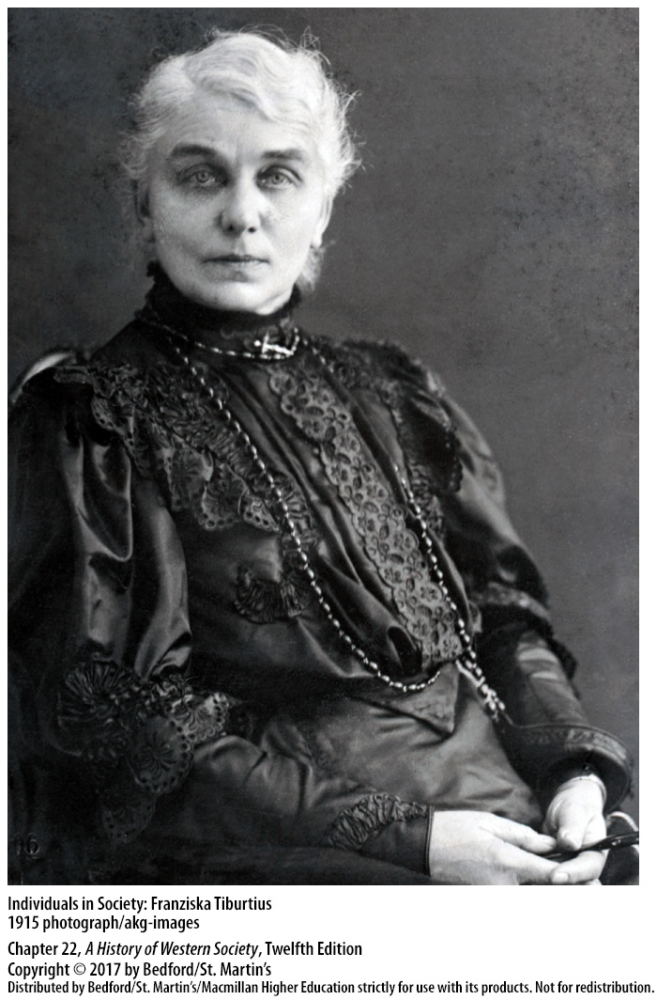 Individuals in Society: Franziska Tiburtius
1915 photograph/akg-images
Chapter 22, A History of Western Society, Twelfth Edition
Copyright © 2017 by Bedford/St. Martin's
Distributed by Bedford/St. Martin's/Macmillan Higher Education strictly for use with its products. Not for redistribution.